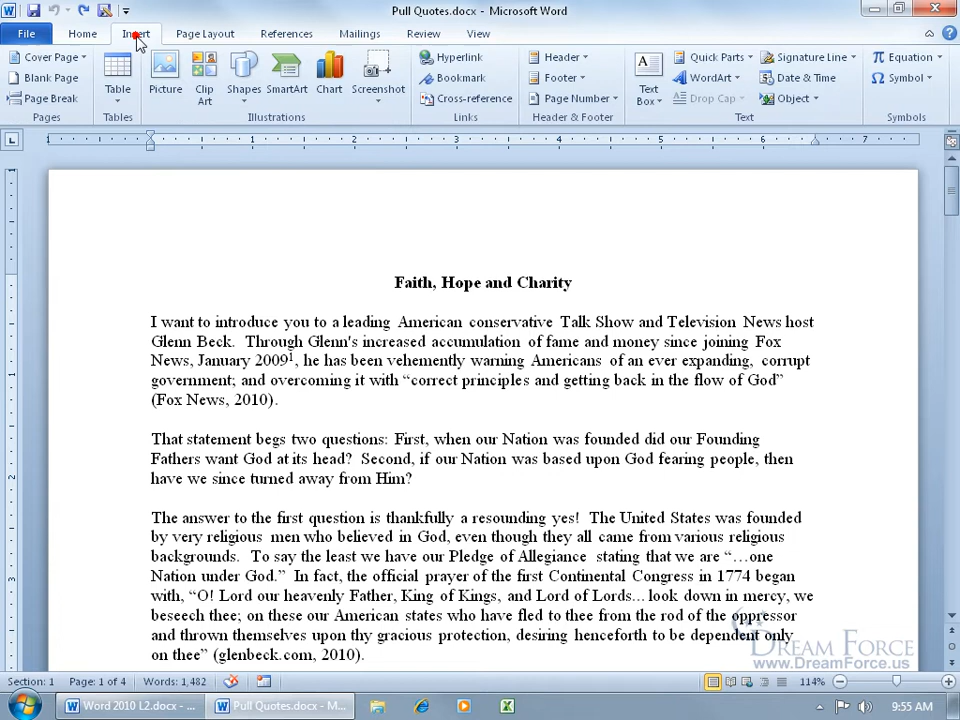 Pull Quotes.docx - Microsoft Word
File Home Insert Page Layout References Mailings Review View
Cover Page Blank Page Page Break Pages
Table Tables
Picture Clip Art Shapes SmartArt Chart Screenshot Illustrations
Hyperlink Bookmark Cross-reference Links
Header Footer Page Number Header & Footer
Text Box Quick Parts WordArt Drop Cap Signature Line Date & Time Object Text
Equation Symbol Symbols
1 1 2 3 4 5 6 7
1
2
3
Faith, Hope and Charity
I want to introduce you to a leading American conservative Talk Show and Television News host
Glenn Beck. Through Glenn's increased accumulation of fame and money since joining Fox
News, January 2009¹, he has been vehemently warning Americans of an ever expanding, corrupt
government; and overcoming it with “correct principles and getting back in the flow of God”
(Fox News, 2010).
That statement begs two questions: First, when our Nation was founded did our Founding
Fathers want God at its head? Second, if our Nation was based upon God fearing people, then
have we since turned away from Him?
The answer to the first question is thankfully a resounding yes! The United States was founded
by very religious men who believed in God, even though they all came from various religious
backgrounds. To say the least we have our Pledge of Allegiance stating that we are “…one
Nation under God.” In fact, the official prayer of the first Continental Congress in 1774 began
with, “O! Lord our heavenly Father, King of Kings, and Lord of Lords... look down in mercy, we
beseech thee; on these our American states who have fled to thee from the rod of the oppressor
and thrown themselves upon thy gracious protection, desiring henceforth to be dependent only
on thee” (glenbeck.com, 2010).
DREAM FORCE
www.DreamForce.us
Section: 1 Page: 1 of 4 Words: 1,482 114%
Word 2010 L2.docx - ... Pull Quotes.docx - M... 9:55 AM